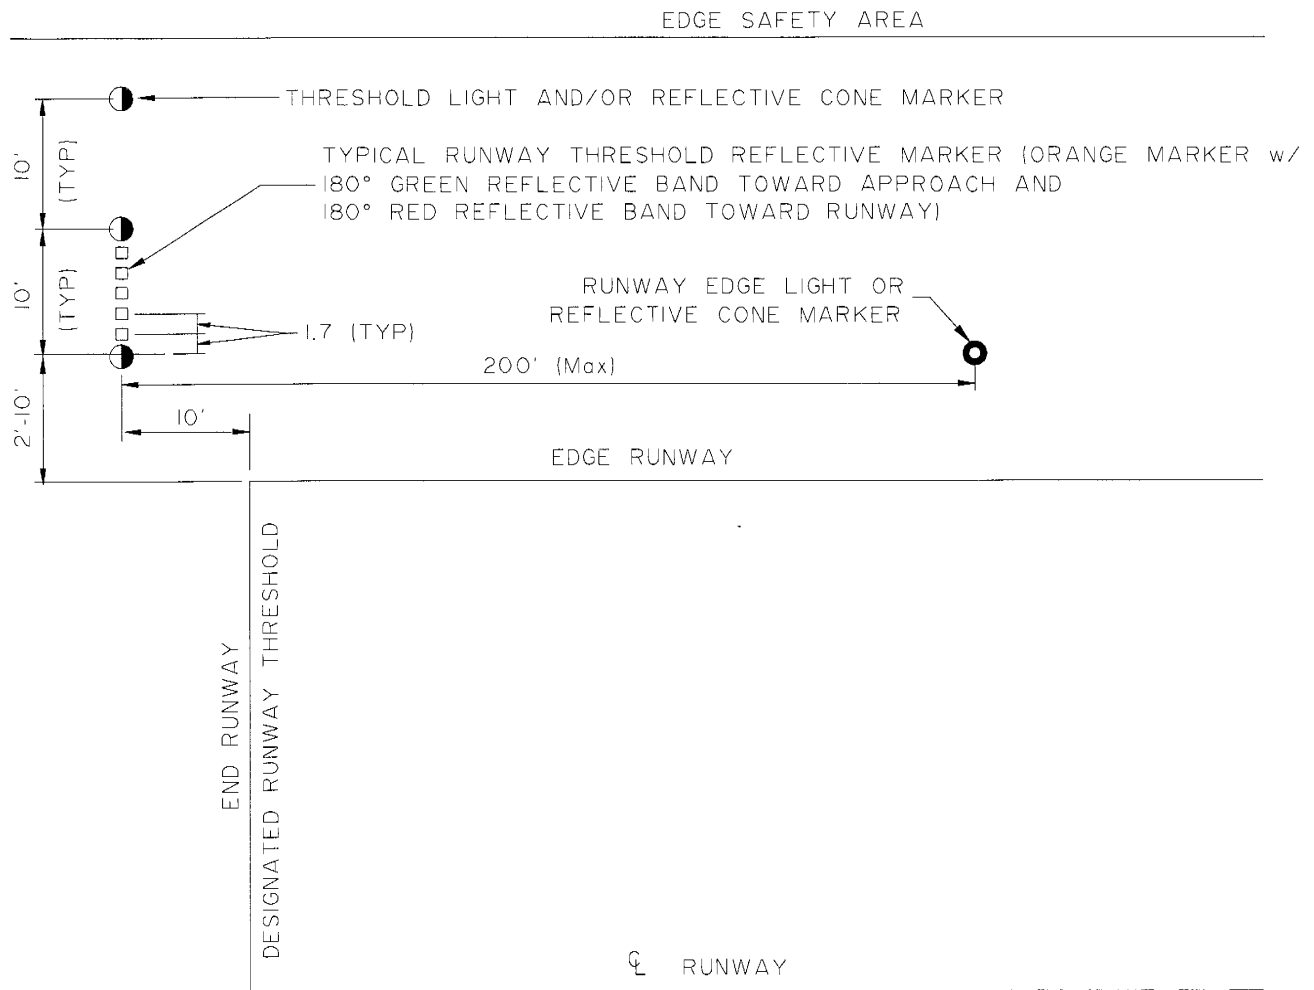 EDGE SAFETY AREA
THRESHOLD LIGHT AND/OR REFLECTIVE CONE MARKER
10'
(TYP)
TYPICAL RUNWAY THRESHOLD REFLECTIVE MARKER (ORANGE MARKER w/
180° GREEN REFLECTIVE BAND TOWARD APPROACH AND
180° RED REFLECTIVE BAND TOWARD RUNWAY)
10'
(TYP)
RUNWAY EDGE LIGHT OR
REFLECTIVE CONE MARKER
1.7 (TYP)
200' (Max)
2'-10'
10'
EDGE RUNWAY
END RUNWAY
DESIGNATED RUNWAY THRESHOLD
℄ RUNWAY